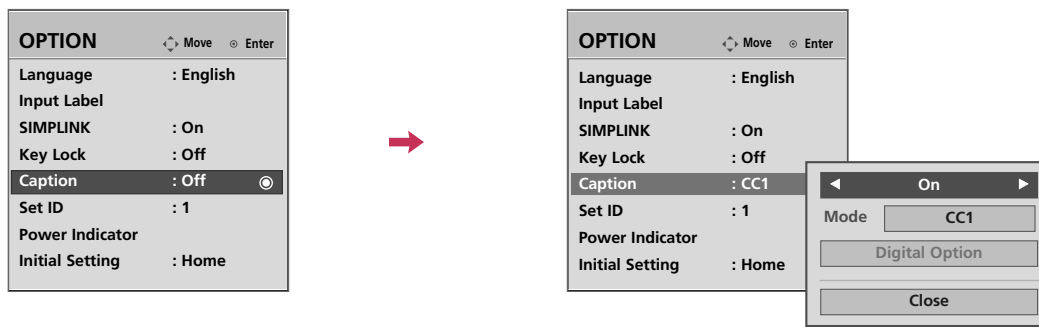 OPTION Move Enter
Language : English
Input Label
SIMPLINK : On
Key Lock : Off
Caption : Off
Set ID : 1
Power Indicator
Initial Setting : Home
OPTION Move Enter
Language : English
Input Label
SIMPLINK : On
Key Lock : Off
Caption : CC1
Set ID : 1
Power Indicator
Initial Setting : Home
On
Mode CC1
Digital Option
Close